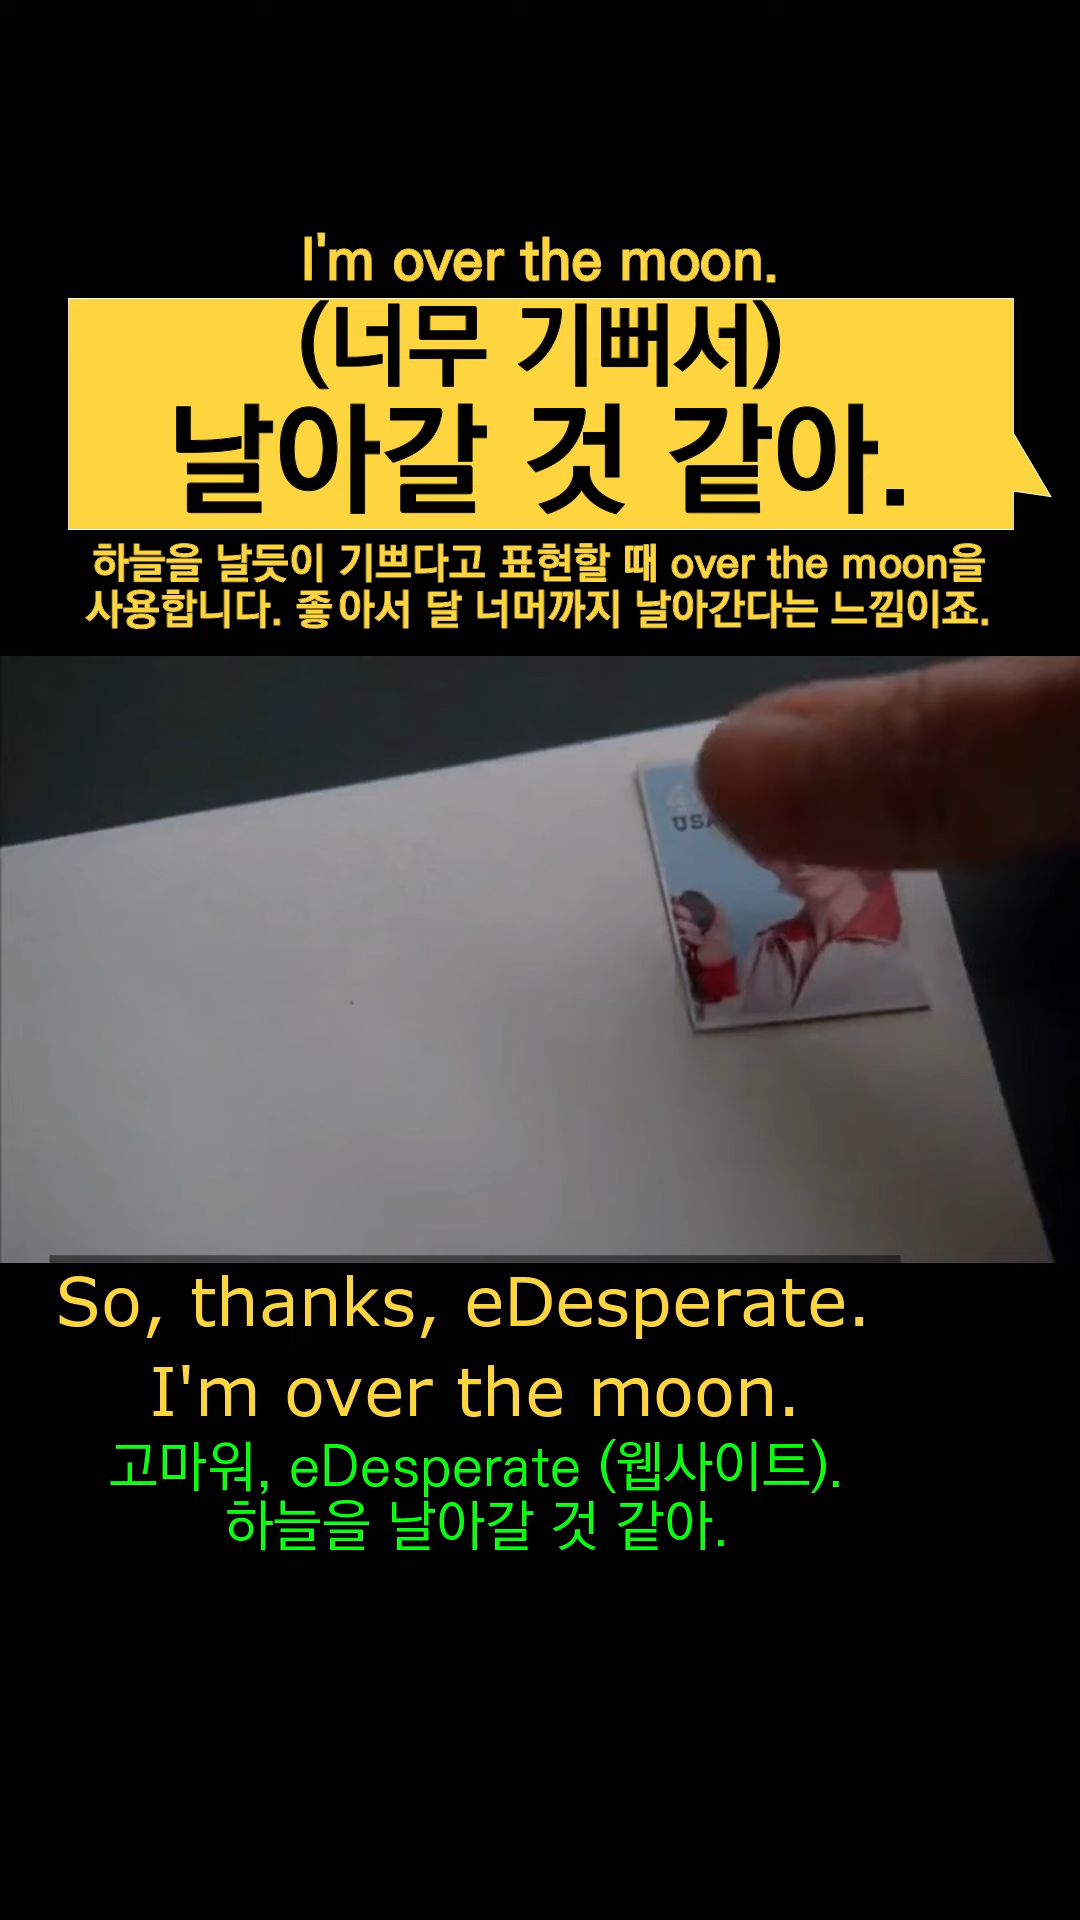 I'm over the moon.
(너무 기뻐서)
날아갈 것 같아.
하늘을 날듯이 기쁘다고 표현할 때 over the moon을
사용합니다. 좋아서 달 너머까지 날아간다는 느낌이죠.
USA
So, thanks, eDesperate.
I'm over the moon.
고마워, eDesperate (웹사이트).
하늘을 날아갈 것 같아.